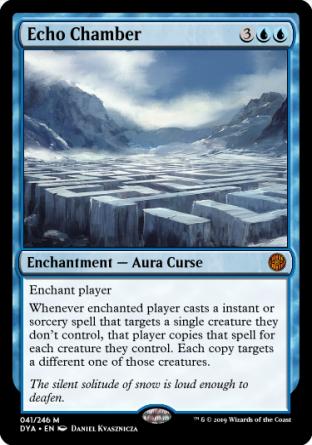 Echo Chamber 3
Enchantment — Aura Curse
Enchant player
Whenever enchanted player casts a instant or
sorcery spell that targets a single creature they
don't control, that player copies that spell for
each creature they control. Each copy targets
a different one of those creatures.
The silent solitude of snow is loud enough to
deafen.
041/246 M
DYA • EN Daniel Kvasznicza
™ & © 2019 Wizards of the Coast